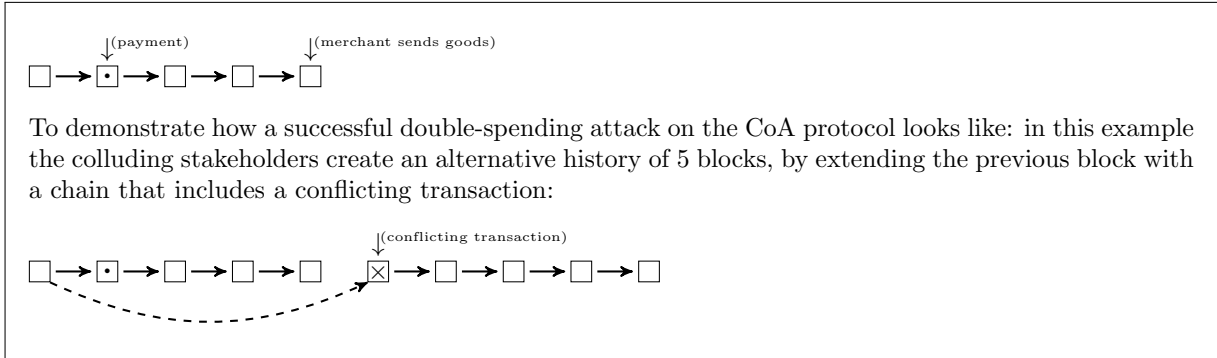 (payment) (merchant sends goods)
To demonstrate how a successful double-spending attack on the CoA protocol looks like: in this example
the colluding stakeholders create an alternative history of 5 blocks, by extending the previous block with
a chain that includes a conflicting transaction:
(conflicting transaction)